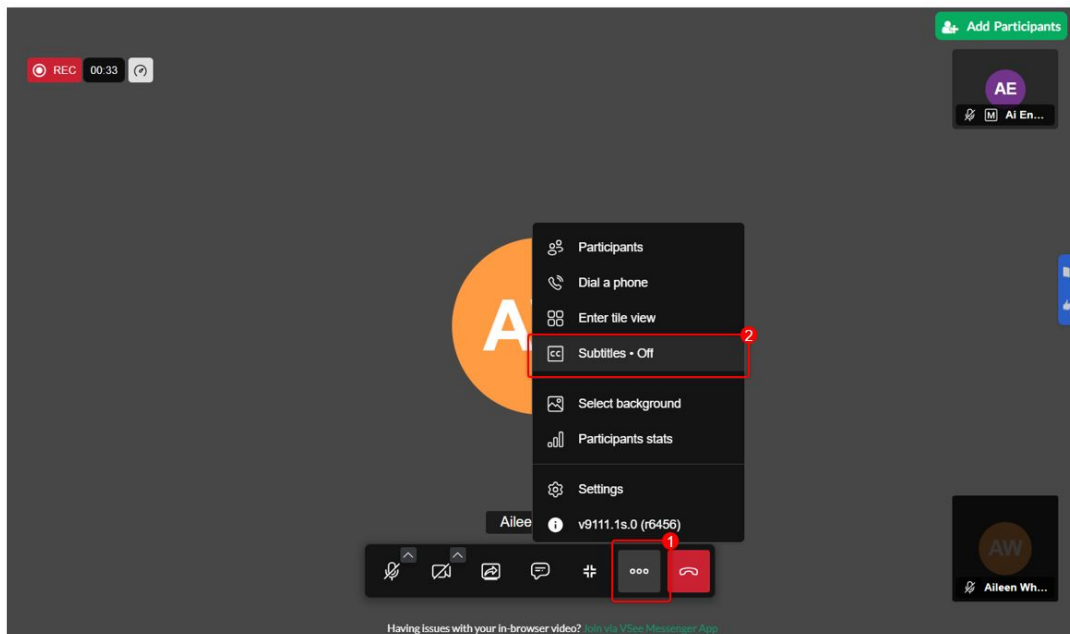 Add Participants
REC 00:33
AE
M Ai En...
Participants
Dial a phone
Enter tile view
2
CC Subtitles • Off
Select background
Participants stats
Settings
Ailee
v9111.1s.0 (r6456)
1
AW
Aileen Wh...
Having issues with your in-browser video? Join via VSee Messenger App